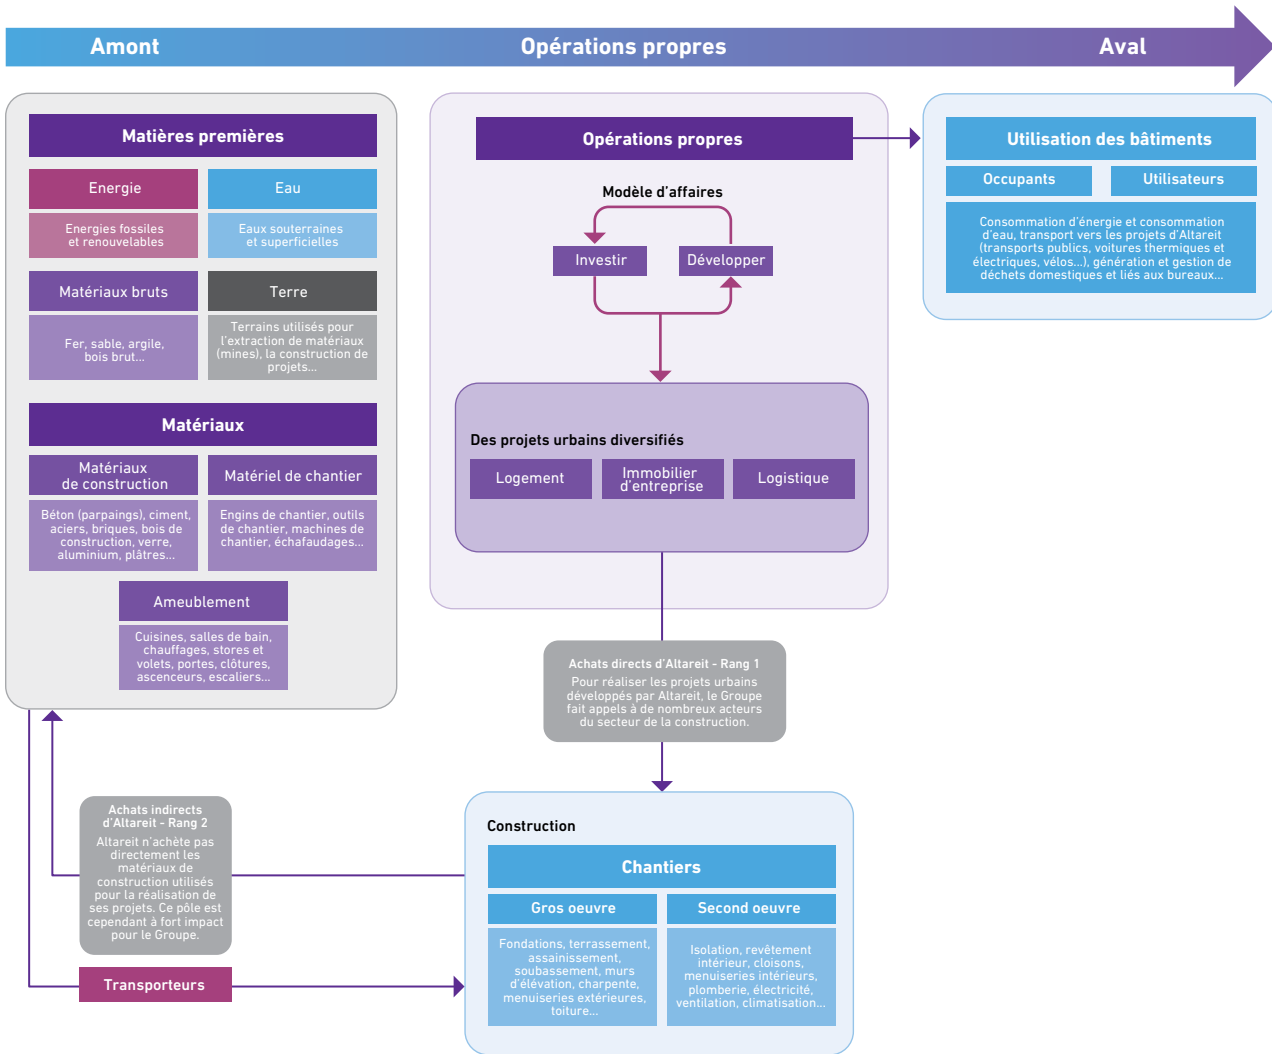 Amont
Opérations propres
Aval
Matières premières
Energie
Energies fossiles
et renouvelables
Eau
Eaux souterraines
et superficielles
Matériaux bruts
Fer, sable, argile,
bois brut...
Terre
Terrains utilisés pour
l'extraction de matériaux
(mines), la construction de
projets...
Matériaux
Matériaux
de construction
Béton (parpaings), ciment,
aciers, briques, bois de
construction, verre,
aluminium, plâtres...
Matériel de chantier
Engins de chantier, outils
de chantier, machines de
chantier, échafaudages...
Ameublement
Cuisines, salles de bain,
chauffages, stores et
volets, portes, clôtures,
ascenceurs, escaliers...
Opérations propres
Modèle d'affaires
Investir
Développer
Des projets urbains diversifiés
Logement
Immobilier
d'entreprise
Logistique
Utilisation des bâtiments
Occupants
Utilisateurs
Consommation d'énergie et consommation
d'eau, transport vers les projets d'Altareit
(transports publics, voitures thermiques et
électriques, vélos...), génération et gestion de
déchets domestiques et liés aux bureaux...
Achats directs d'Altareit - Rang 1
Pour réaliser les projets urbains
développés par Altareit, le Groupe
fait appels à de nombreux acteurs
du secteur de la construction.
Achats indirects
d'Altareit - Rang 2
Altareit n'achète pas
directement les
matériaux de
construction utilisés
pour la réalisation de
ses projets. Ce pôle est
cependant à fort impact
pour le Groupe.
Transporteurs
Construction
Chantiers
Gros oeuvre
Fondations, terrassement,
assainissement,
soubassement, murs
d'élévation, charpente,
menuiseries extérieures,
toiture...
Second oeuvre
Isolation, revêtement
intérieur, cloisons,
menuiseries intérieurs,
plomberie, électricité,
ventilation, climatisation...